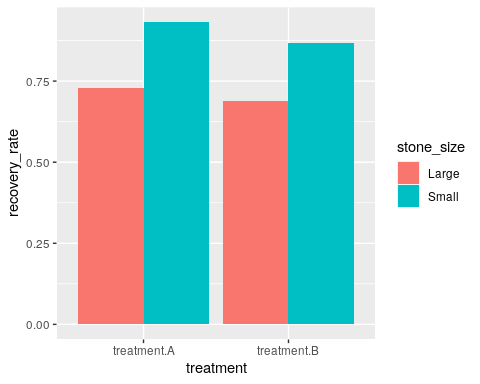 recovery_rate
0.75
0.50
0.25
0.00
treatment.A
treatment.B
treatment
stone_size
Large
Small